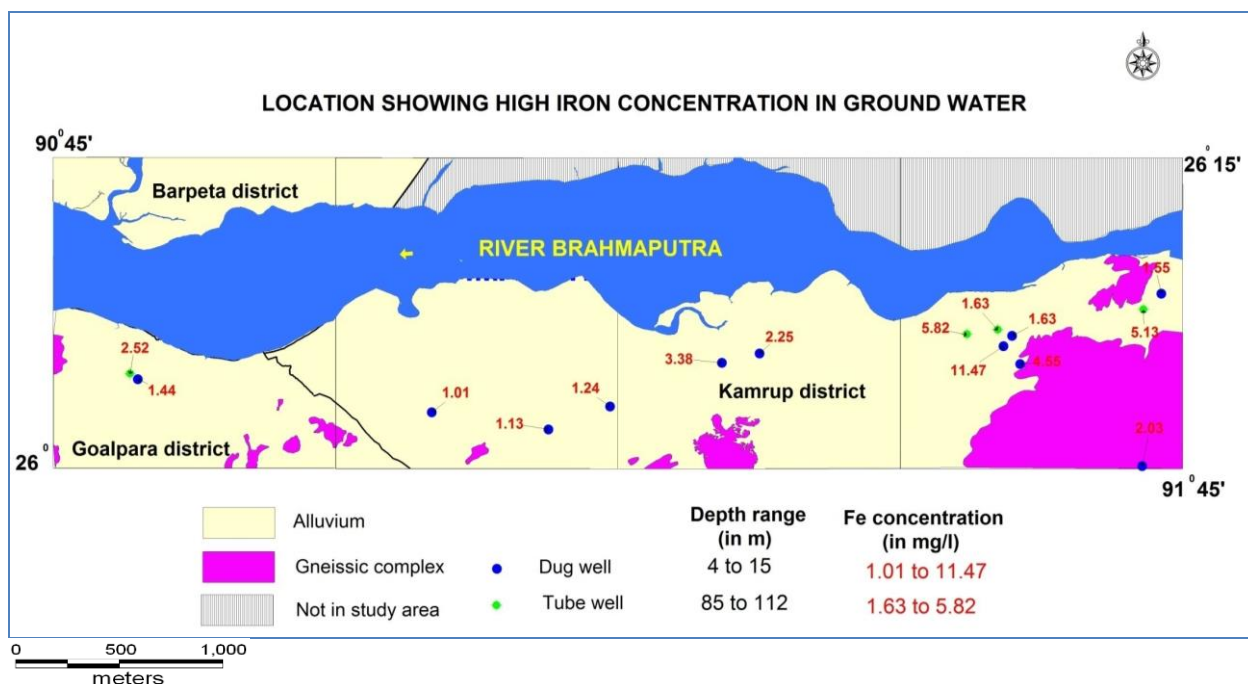 LOCATION SHOWING HIGH IRON CONCENTRATION IN GROUND WATER
90°45'
26°15'
Barpeta district
RIVER BRAHMAPUTRA
1.55
1.63
1.63
5.82
5.13
2.25
3.38
11.47
4.55
2.52
1.44
1.24
1.01
Kamrup district
1.13
2.03
Goalpara district
26°
91°45'
Alluvium
Gneissic complex
Not in study area
Depth range
(in m)
Fe concentration
(in mg/l)
Dug well 4 to 15 1.01 to 11.47
Tube well 85 to 112 1.63 to 5.82
0 500 1,000
meters